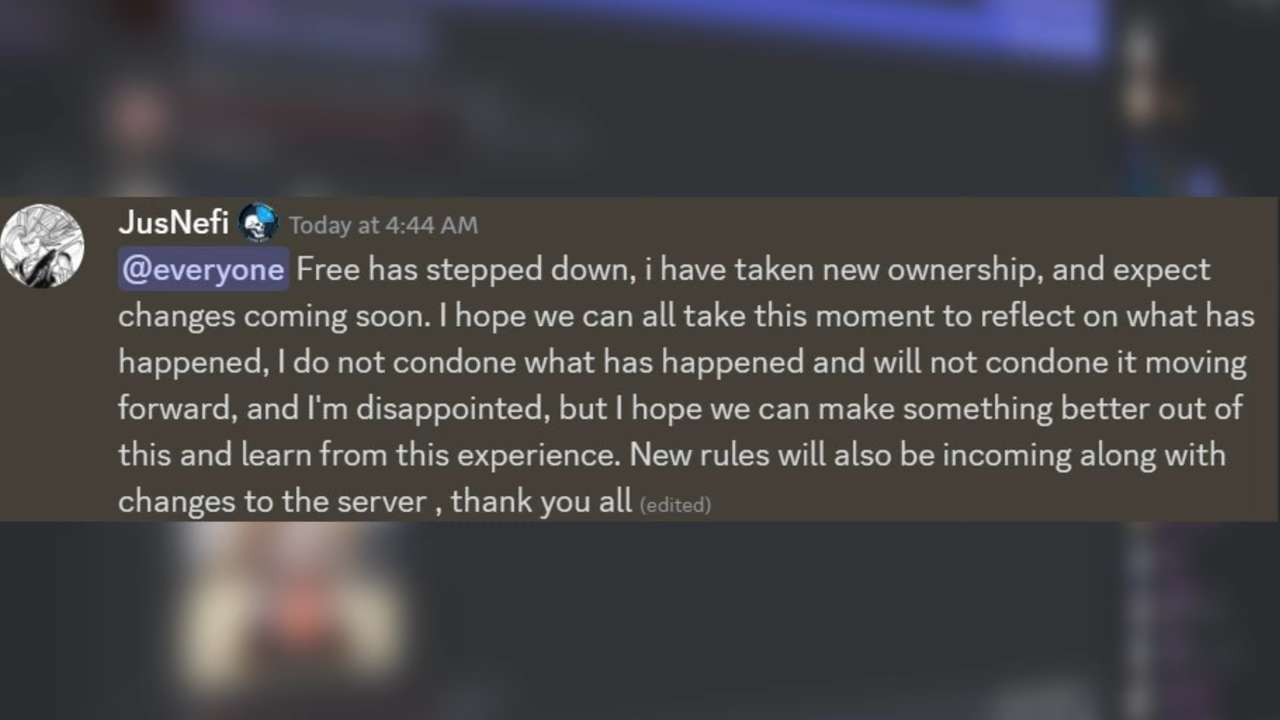 JusNefi Today at 4:44 AM
@everyone Free has stepped down, i have taken new ownership, and expect
changes coming soon. I hope we can all take this moment to reflect on what has
happened, I do not condone what has happened and will not condone it moving
forward, and I'm disappointed, but I hope we can make something better out of
this and learn from this experience. New rules will also be incoming along with
changes to the server , thank you all (edited)